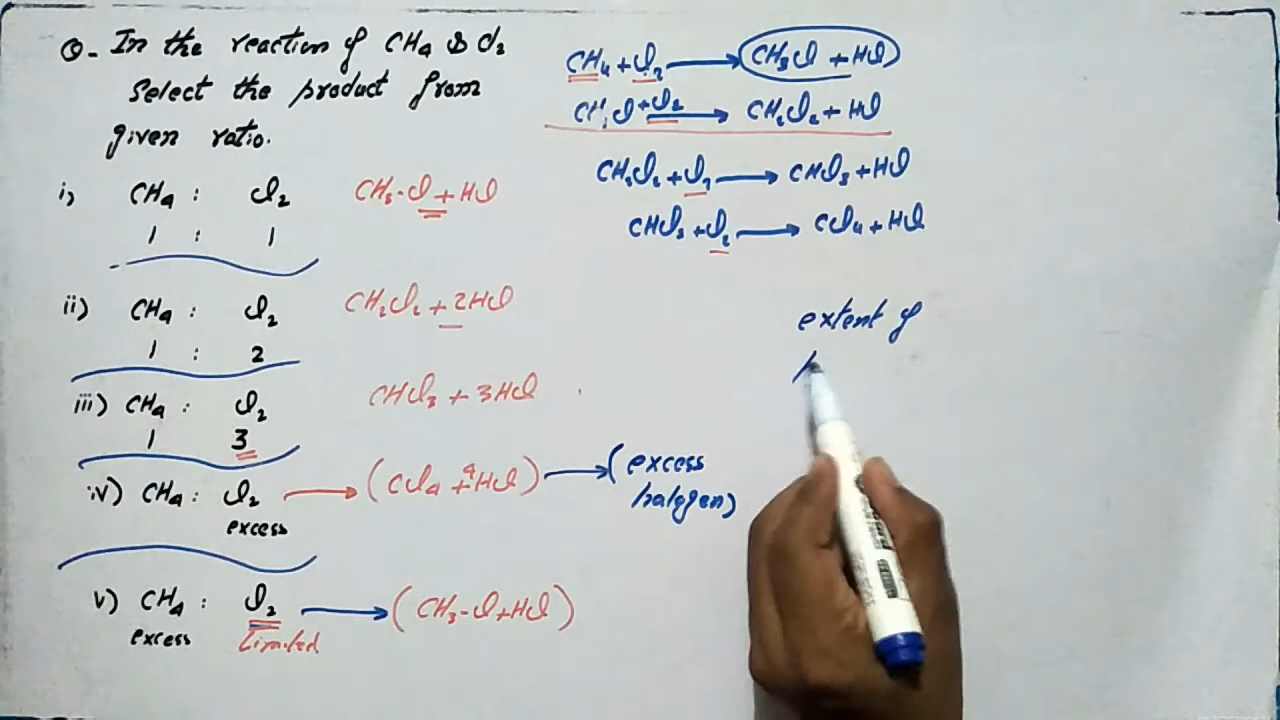 Q- In the reaction of CH4 & Cl2
Select the product from
given ratio.
i) CH4 : Cl2 CH3-Cl + HCl
1 : 1
ii) CH4 : Cl2 CH2Cl2 + 2HCl
1 : 2
iii) CH4 : Cl2 CHCl3 + 3HCl
1 3
iv) CH4 : Cl2 → (CCl4 + 4HCl) → (excess
excess halogen)
v) CH4 : Cl2 → (CH3-Cl + HCl)
excess Limited
CH4 + Cl2 → CH3Cl + HCl
CH3Cl + Cl2 → CH2Cl2 + HCl
CH2Cl2 + Cl2 → CHCl3 + HCl
CHCl3 + Cl2 → CCl4 + HCl
extent of